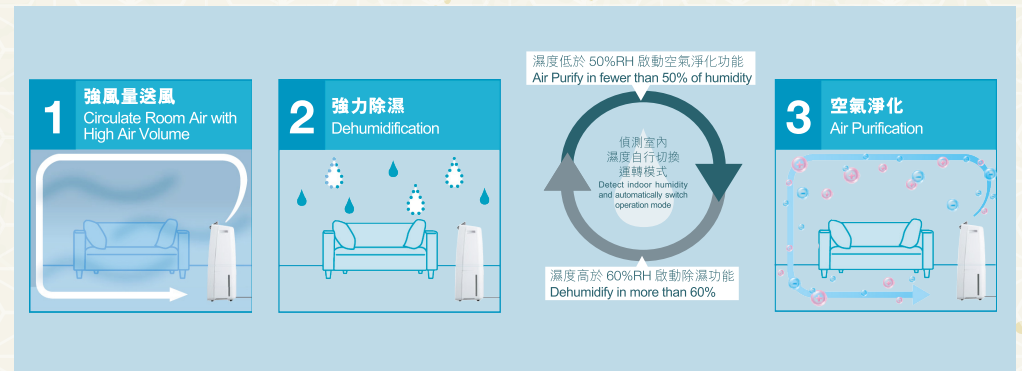 1
強風量送風
Circulate Room Air with
High Air Volume
2
強力除濕
Dehumidification
濕度低於 50%RH 啟動空氣淨化功能
Air Purify in fewer than 50% of humidity
偵測室內
濕度自行切換
運轉模式
Detect indoor humidity
and automatically switch
operation mode
濕度高於 60%RH 啟動除濕功能
Dehumidify in more than 60%
3
空氣淨化
Air Purification